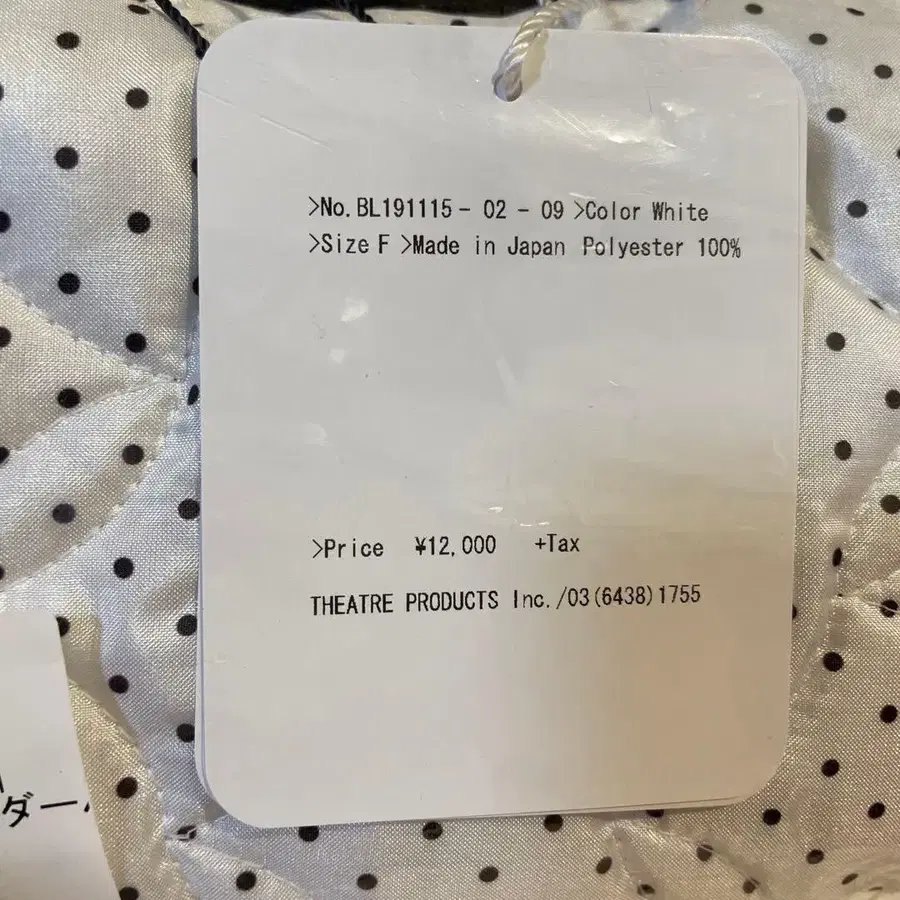 >No.BL191115- 02 - 09 >Color White
>Size F >Made in Japan Polyester 100%
>Price ¥12,000 +Tax
THEATRE PRODUCTS Inc./03(6438)1755
ダー